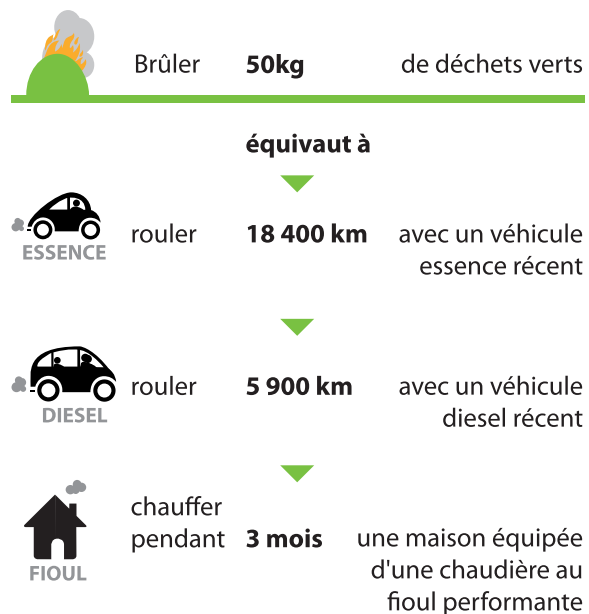 Brûler 50kg de déchets verts
équivaut à
rouler 18 400 km avec un véhicule
ESSENCE essence récent
rouler 5 900 km avec un véhicule
DIESEL diesel récent
chauffer
pendant 3 mois une maison équipée
FIOUL d'une chaudière au
fioul performante